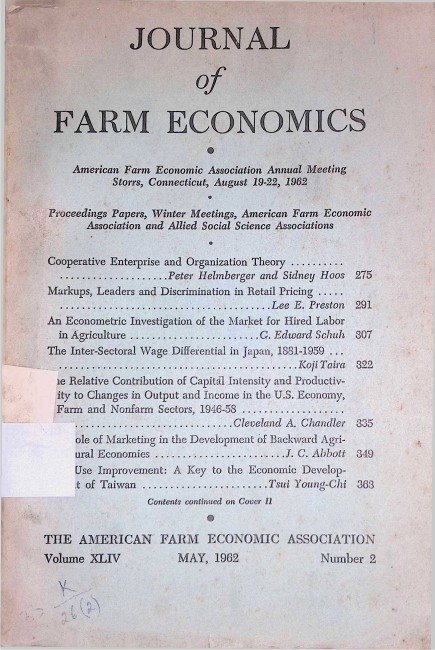 JOURNAL
of
FARM ECONOMICS
American Farm Economic Association Annual Meeting
Storrs, Connecticut, August 19-22, 1962
Proceedings Papers, Winter Meetings, American Farm Economic
Association and Allied Social Science Associations
Cooperative Enterprise and Organization Theory ..........
....................Peter Helmberger and Sidney Hoos 275
Markups, Leaders and Discrimination in Retail Pricing .....
......................................Lee E. Preston 291
An Econometric Investigation of the Market for Hired Labor
in Agriculture .......................G. Edward Schuh 307
The Inter-Sectoral Wage Differential in Japan, 1881-1959 ...
...........................................Koji Taira 322
he Relative Contribution of Capital Intensity and Productiv-
ity to Changes in Output and Income in the U.S. Economy,
Farm and Nonfarm Sectors, 1946-58 ..................
..............................Cleveland A. Chandler 335
ole of Marketing in the Development of Backward Agri-
ural Economies .......................J. C. Abbott 349
Use Improvement: A Key to the Economic Develop-
t of Taiwan .......................Tsui Young-Chi 363
Contents continued on Cover II
THE AMERICAN FARM ECONOMIC ASSOCIATION
Volume XLIV MAY, 1962 Number 2
K
26 (2)